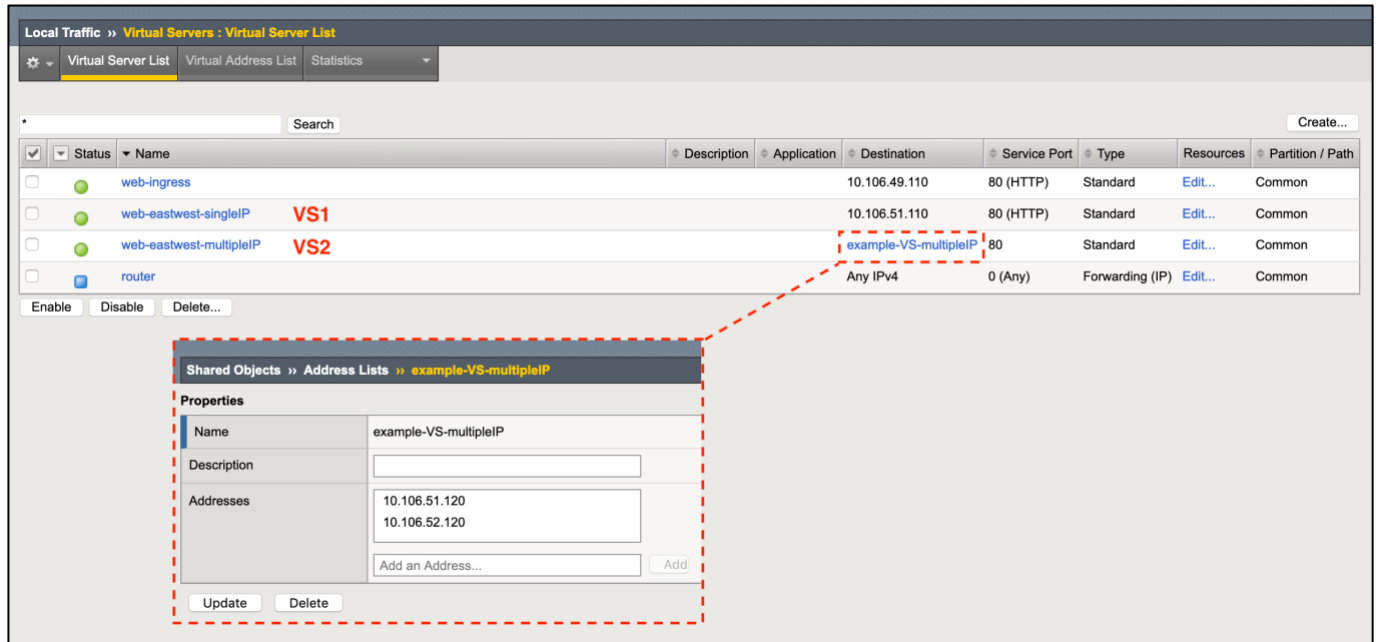 Local Traffic ›› Virtual Servers : Virtual Server List
Virtual Server List Virtual Address List Statistics
* Search Create...
Status Name Description Application Destination Service Port Type Resources Partition / Path
web-ingress 10.106.49.110 80 (HTTP) Standard Edit... Common
web-eastwest-singleIP VS1 10.106.51.110 80 (HTTP) Standard Edit... Common
web-eastwest-multipleIP VS2 example-VS-multipleIP 80 Standard Edit... Common
router Any IPv4 0 (Any) Forwarding (IP) Edit... Common
Enable Disable Delete...
Shared Objects ›› Address Lists ›› example-VS-multipleIP
Properties
Name example-VS-multipleIP
Description
Addresses 10.106.51.120
10.106.52.120
Add an Address... Add
Update Delete